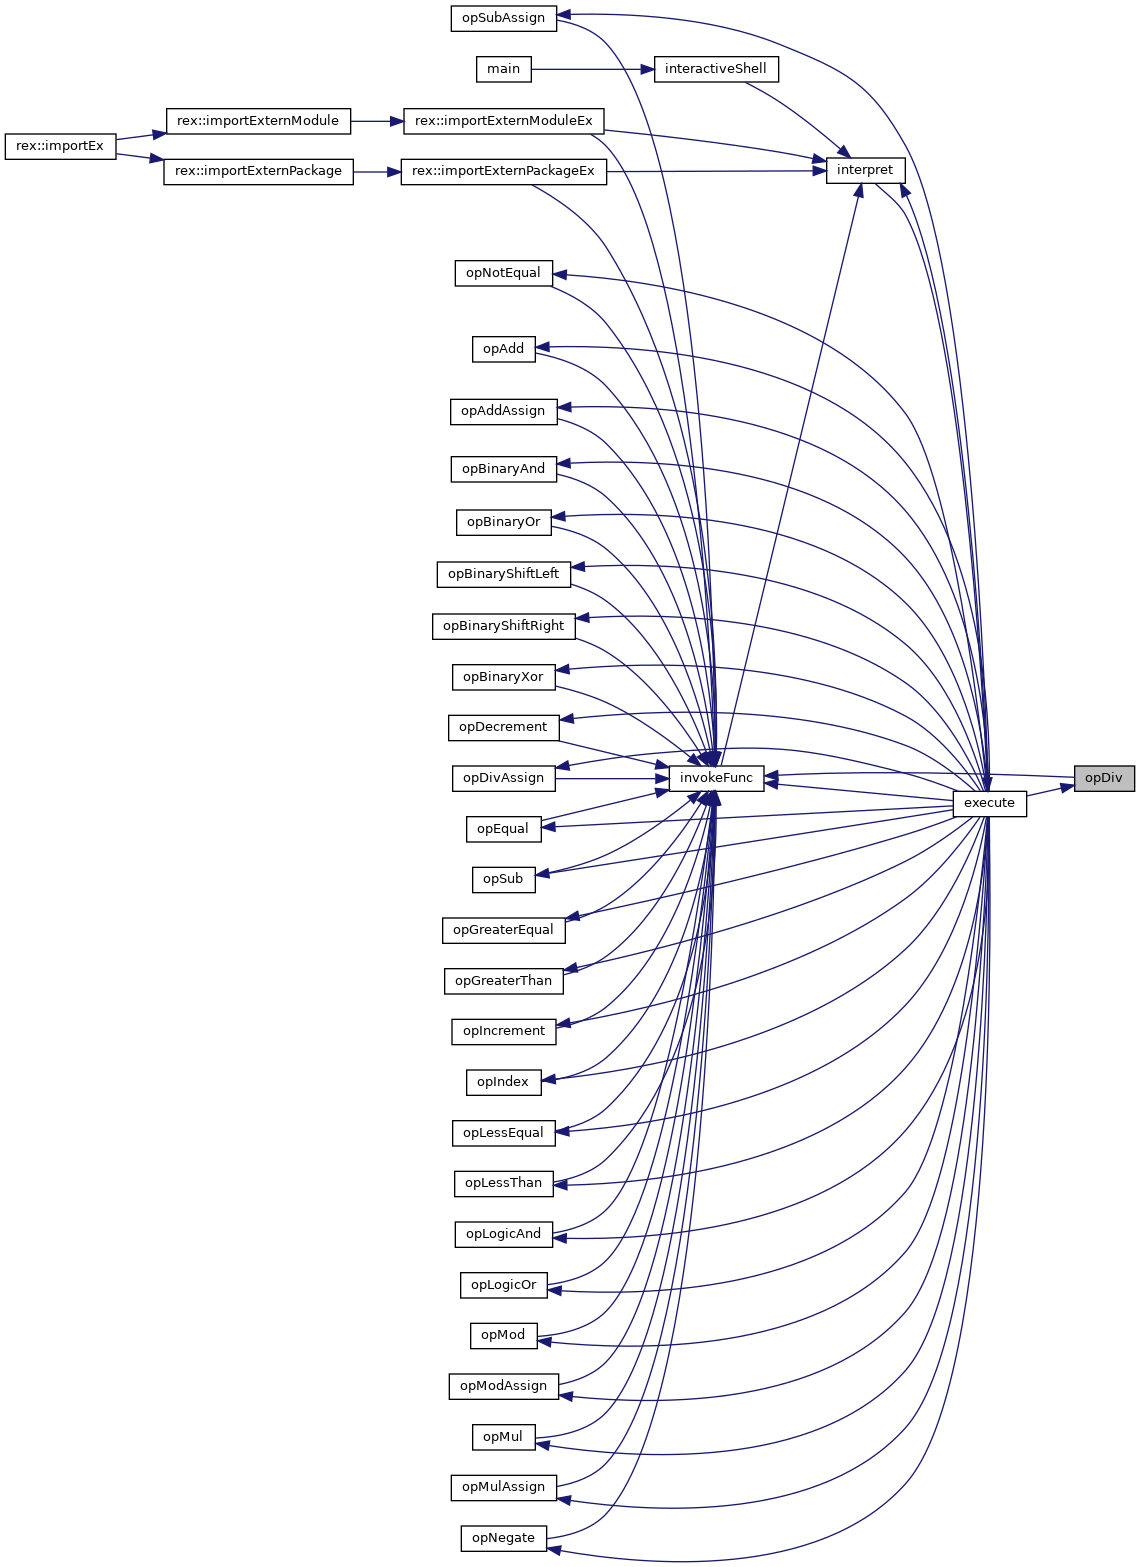 opSubAssign
main
interactiveShell
rex::importExternModule
rex::importExternModuleEx
rex::importEx
rex::importExternPackage
rex::importExternPackageEx
interpret
opNotEqual
opAdd
opAddAssign
opBinaryAnd
opBinaryOr
opBinaryShiftLeft
opBinaryShiftRight
opBinaryXor
opDecrement
opDivAssign
invokeFunc
opDiv
execute
opEqual
opSub
opGreaterEqual
opGreaterThan
opIncrement
opIndex
opLessEqual
opLessThan
opLogicAnd
opLogicOr
opMod
opModAssign
opMul
opMulAssign
opNegate